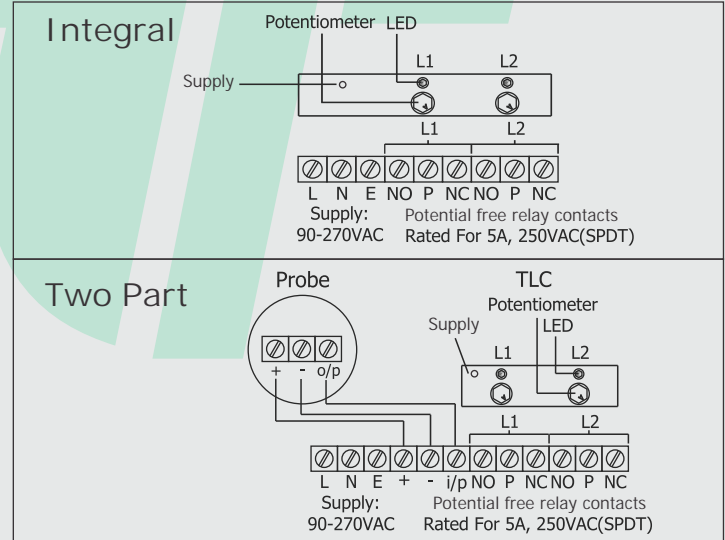 Integral
Potentiometer LED
L1 L2
Supply
L1 L2
L N E NO P NC NO P NC
Supply: Potential free relay contacts
90-270VAC Rated For 5A, 250VAC(SPDT)
Two Part
Probe TLC
Potentiometer
Supply LED
L1 L2
+ - o/p
L1 L2
L N E + - i/p NO P NC NO P NC
Supply: Potential free relay contacts
90-270VAC Rated For 5A, 250VAC(SPDT)